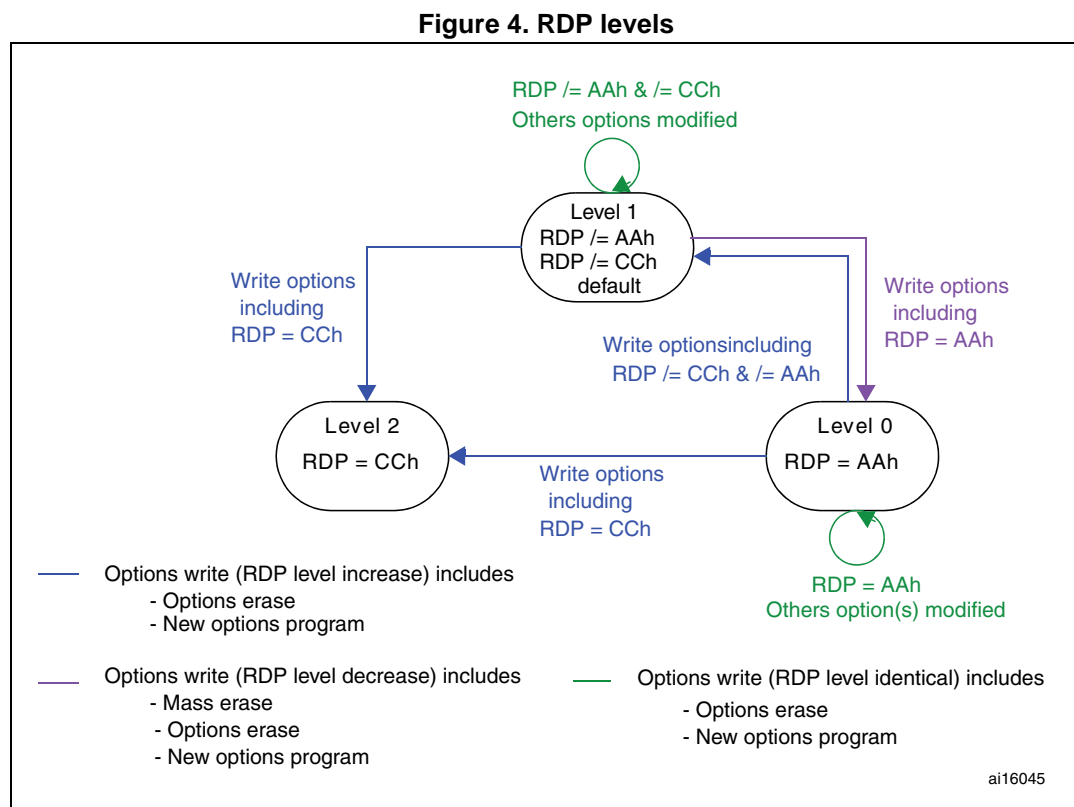 Figure 4. RDP levels
RDP /= AAh & /= CCh
Others options modified
Level 1
RDP /= AAh
RDP /= CCh
default
Write options
including
RDP = CCh
Write options
including
RDP = AAh
Write optionsincluding
RDP /= CCh & /= AAh
Level 2
RDP = CCh
Level 0
RDP = AAh
Write options
including
RDP = CCh
RDP = AAh
Others option(s) modified
Options write (RDP level increase) includes
- Options erase
- New options program
Options write (RDP level decrease) includes
- Mass erase
- Options erase
- New options program
Options write (RDP level identical) includes
- Options erase
- New options program
ai16045